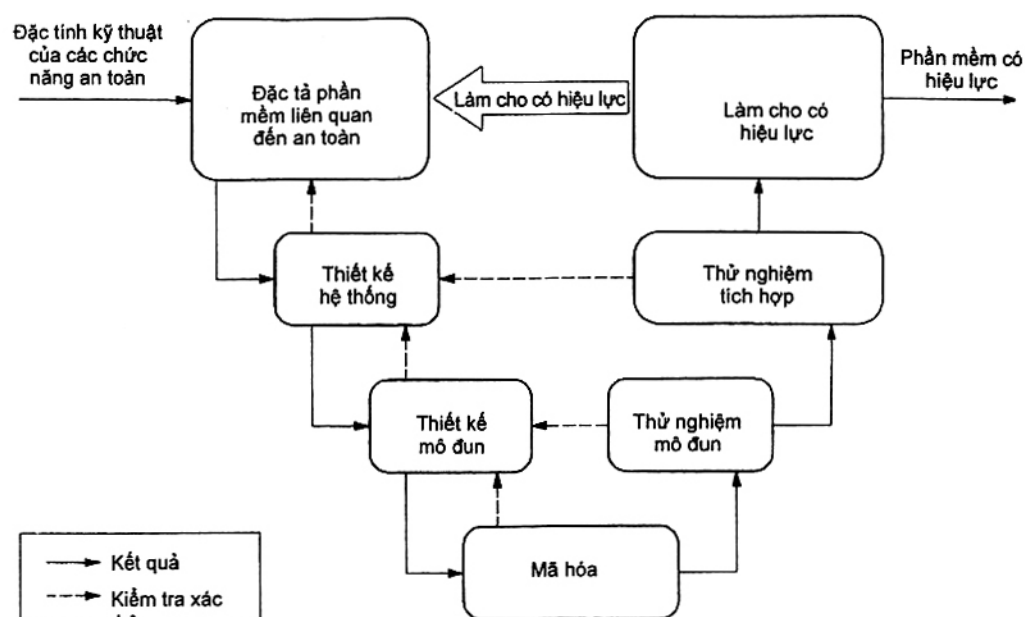 Đặc tính kỹ thuật
của các chức
năng an toàn
Đặc tả phần
mềm liên quan
đến an toàn
Làm cho có hiệu lực
Làm cho có
hiệu lực
Phần mềm có
hiệu lực
Thiết kế
hệ thống
Thử nghiệm
tích hợp
Thiết kế
mô đun
Thử nghiệm
mô đun
Mã hóa
Kết quả
Kiểm tra xác